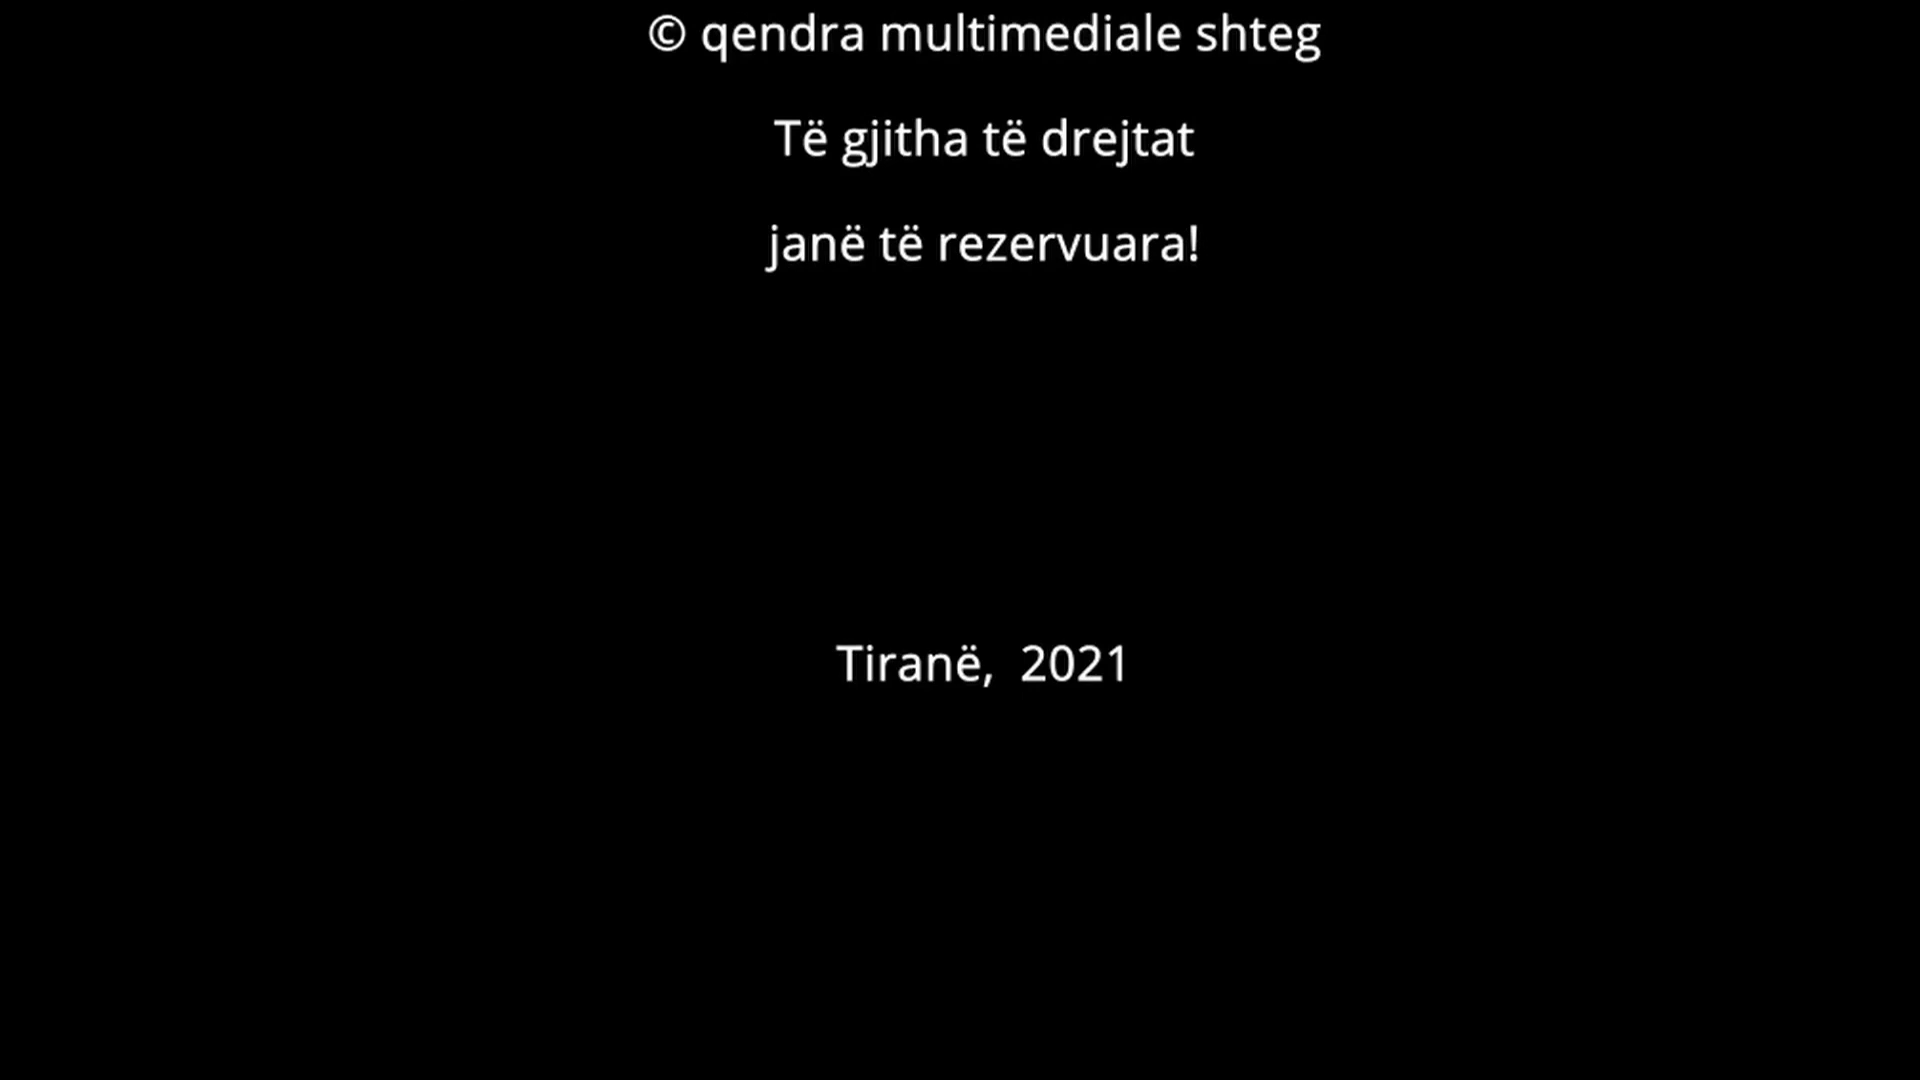 © qendra multimediale shteg
Të gjitha të drejtat
janë të rezervuara!
Tiranë,  2021